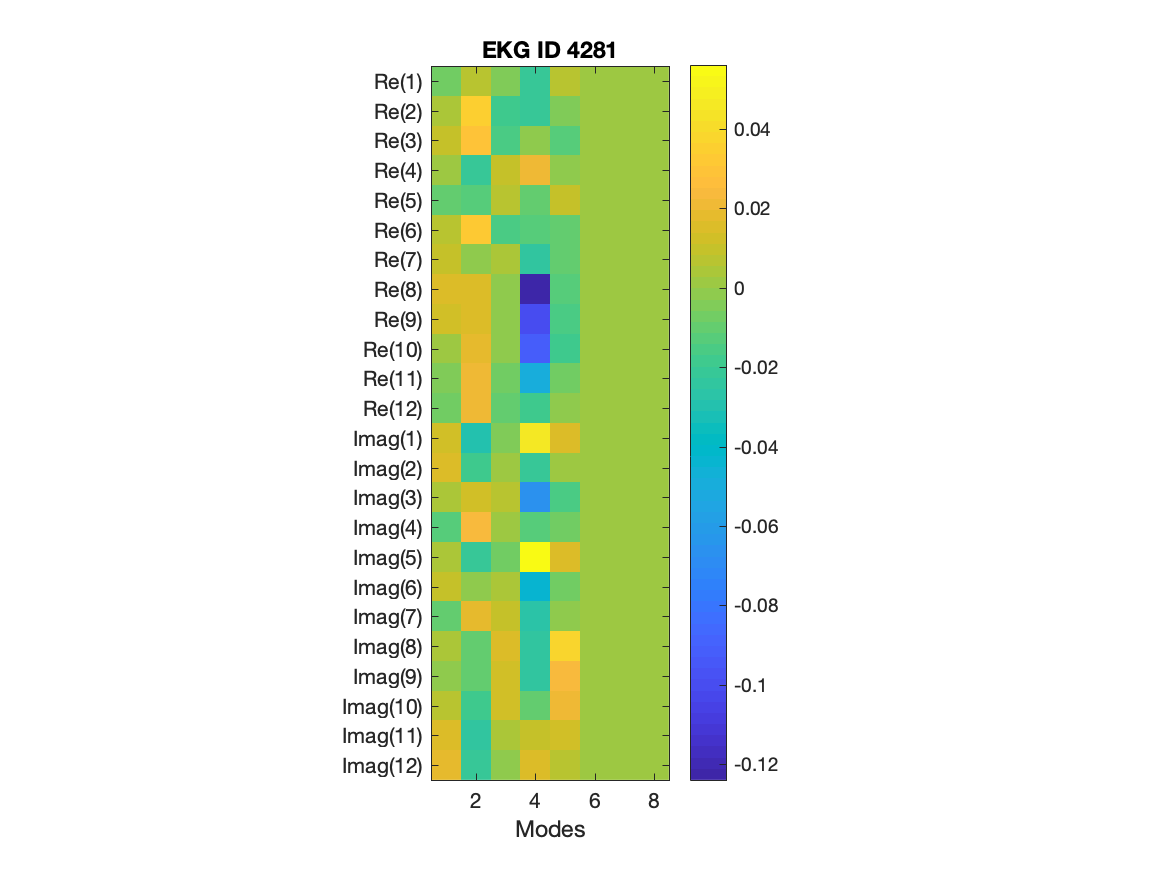 EKG ID 4281
Re(1)
Re(2)
Re(3)
Re(4)
Re(5)
Re(6)
Re(7)
Re(8)
Re(9)
Re(10)
Re(11)
Re(12)
Imag(1)
Imag(2)
Imag(3)
Imag(4)
Imag(5)
Imag(6)
Imag(7)
Imag(8)
Imag(9)
Imag(10)
Imag(11)
Imag(12)
2 4 6 8
Modes
0.04
0.02
0
-0.02
-0.04
-0.06
-0.08
-0.1
-0.12